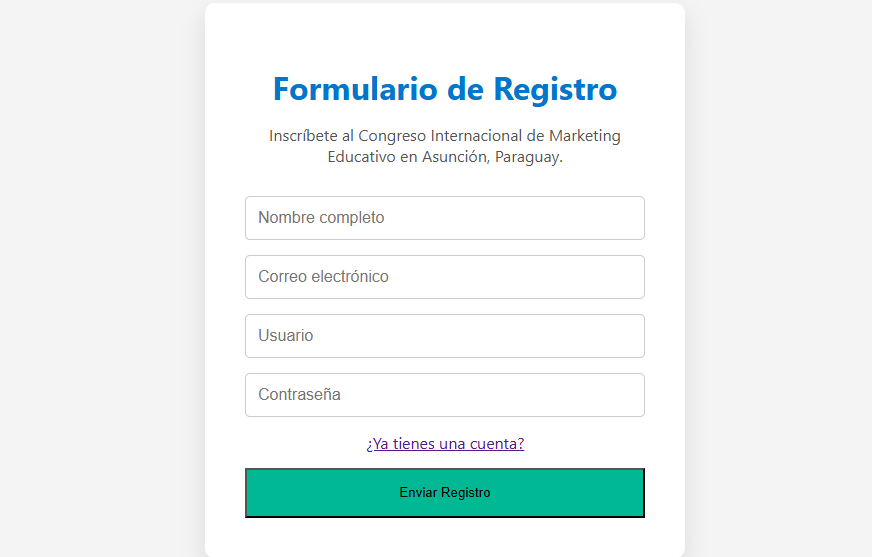 Formulario de Registro
Inscríbete al Congreso Internacional de Marketing
Educativo en Asunción, Paraguay.
Nombre completo
Correo electrónico
Usuario
Contraseña
¿Ya tienes una cuenta?
Enviar Registro